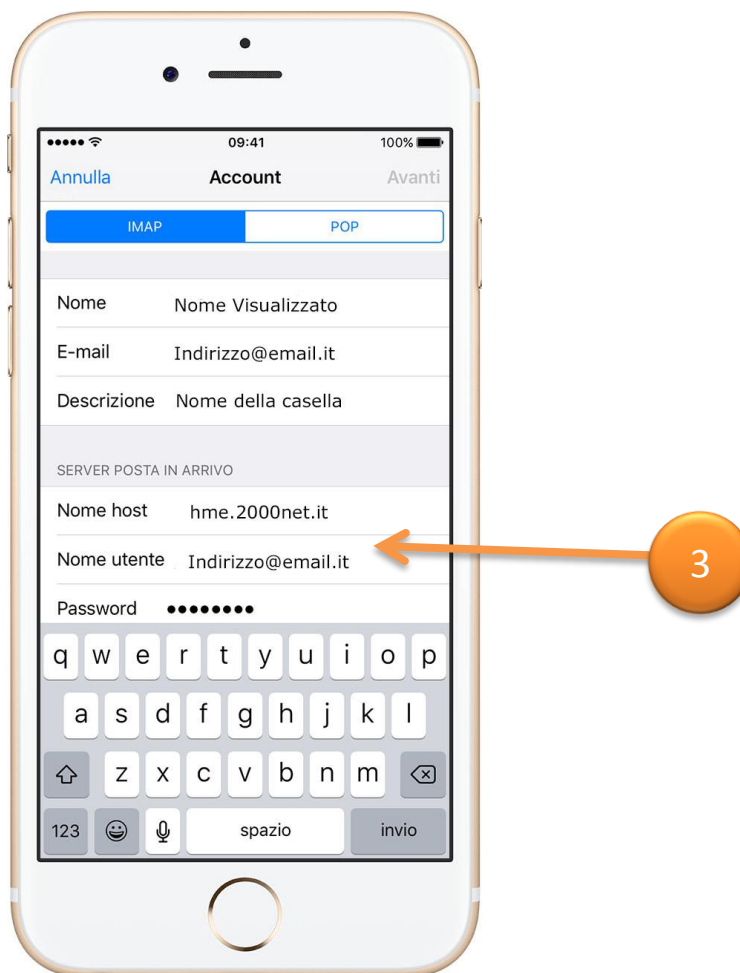 09:41 100%
Annulla Account Avanti
IMAP POP
Nome Nome Visualizzato
E-mail Indirizzo@email.it
Descrizione Nome della casella
SERVER POSTA IN ARRIVO
Nome host hme.2000net.it
Nome utente Indirizzo@email.it
3
Password ••••••••
q w e r t y u i o p
a s d f g h j k l
z x c v b n m
123 spazio invio